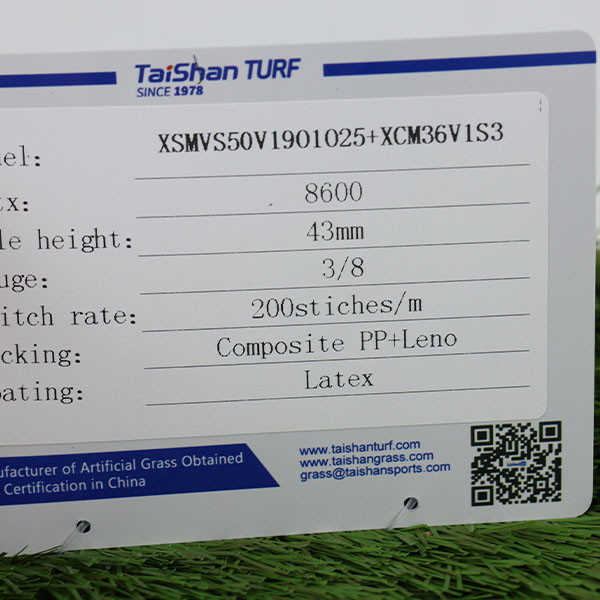 TaiShan TURF
SINCE 1978
el: XSMVS50V1901025+XCM36V1S3
tx: 8600
le height: 43mm
uge: 3/8
itch rate: 200stiches/m
cking: Composite PP+Leno
oating: Latex
ufacturer of Artificial Grass Obtained
Certification in China
www.taishanturf.com
www.taishangrass.com
grass@taishansports.com